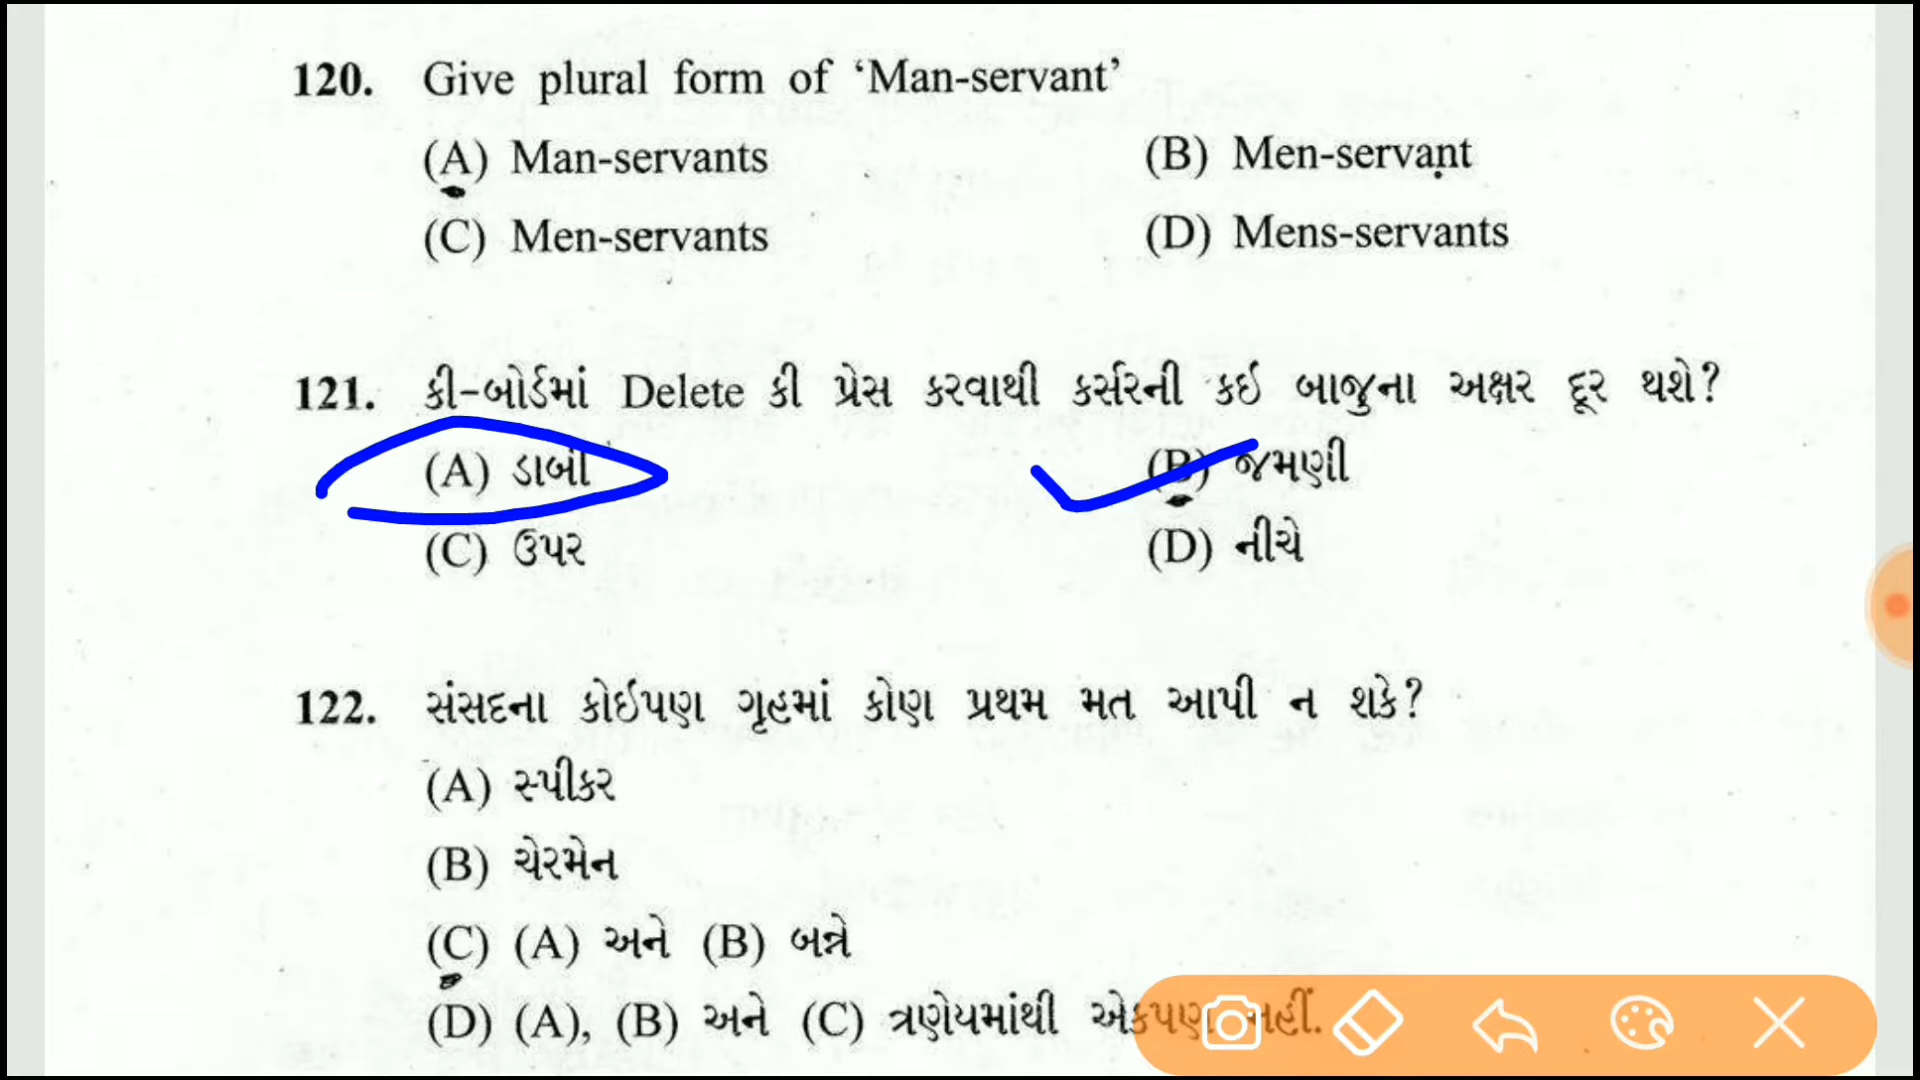 120. Give plural form of ‘Man-servant’
(A) Man-servants (B) Men-servant
(C) Men-servants (D) Mens-servants
121. કી-બોર્ડમાં Delete કી પ્રેસ કરવાથી કર્સરની કઈ બાજુના અક્ષર દૂર થશે?
(A) ડાબી (B) જમણી
(C) ઉપર (D) નીચે
122. સંસદના કોઈપણ ગૃહમાં કોણ પ્રથમ મત આપી ન શકે?
(A) સ્પીકર
(B) ચેરમેન
(C) (A) અને (B) બન્ને
(D) (A), (B) અને (C) ત્રણેયમાંથી એકપણ નહીં.